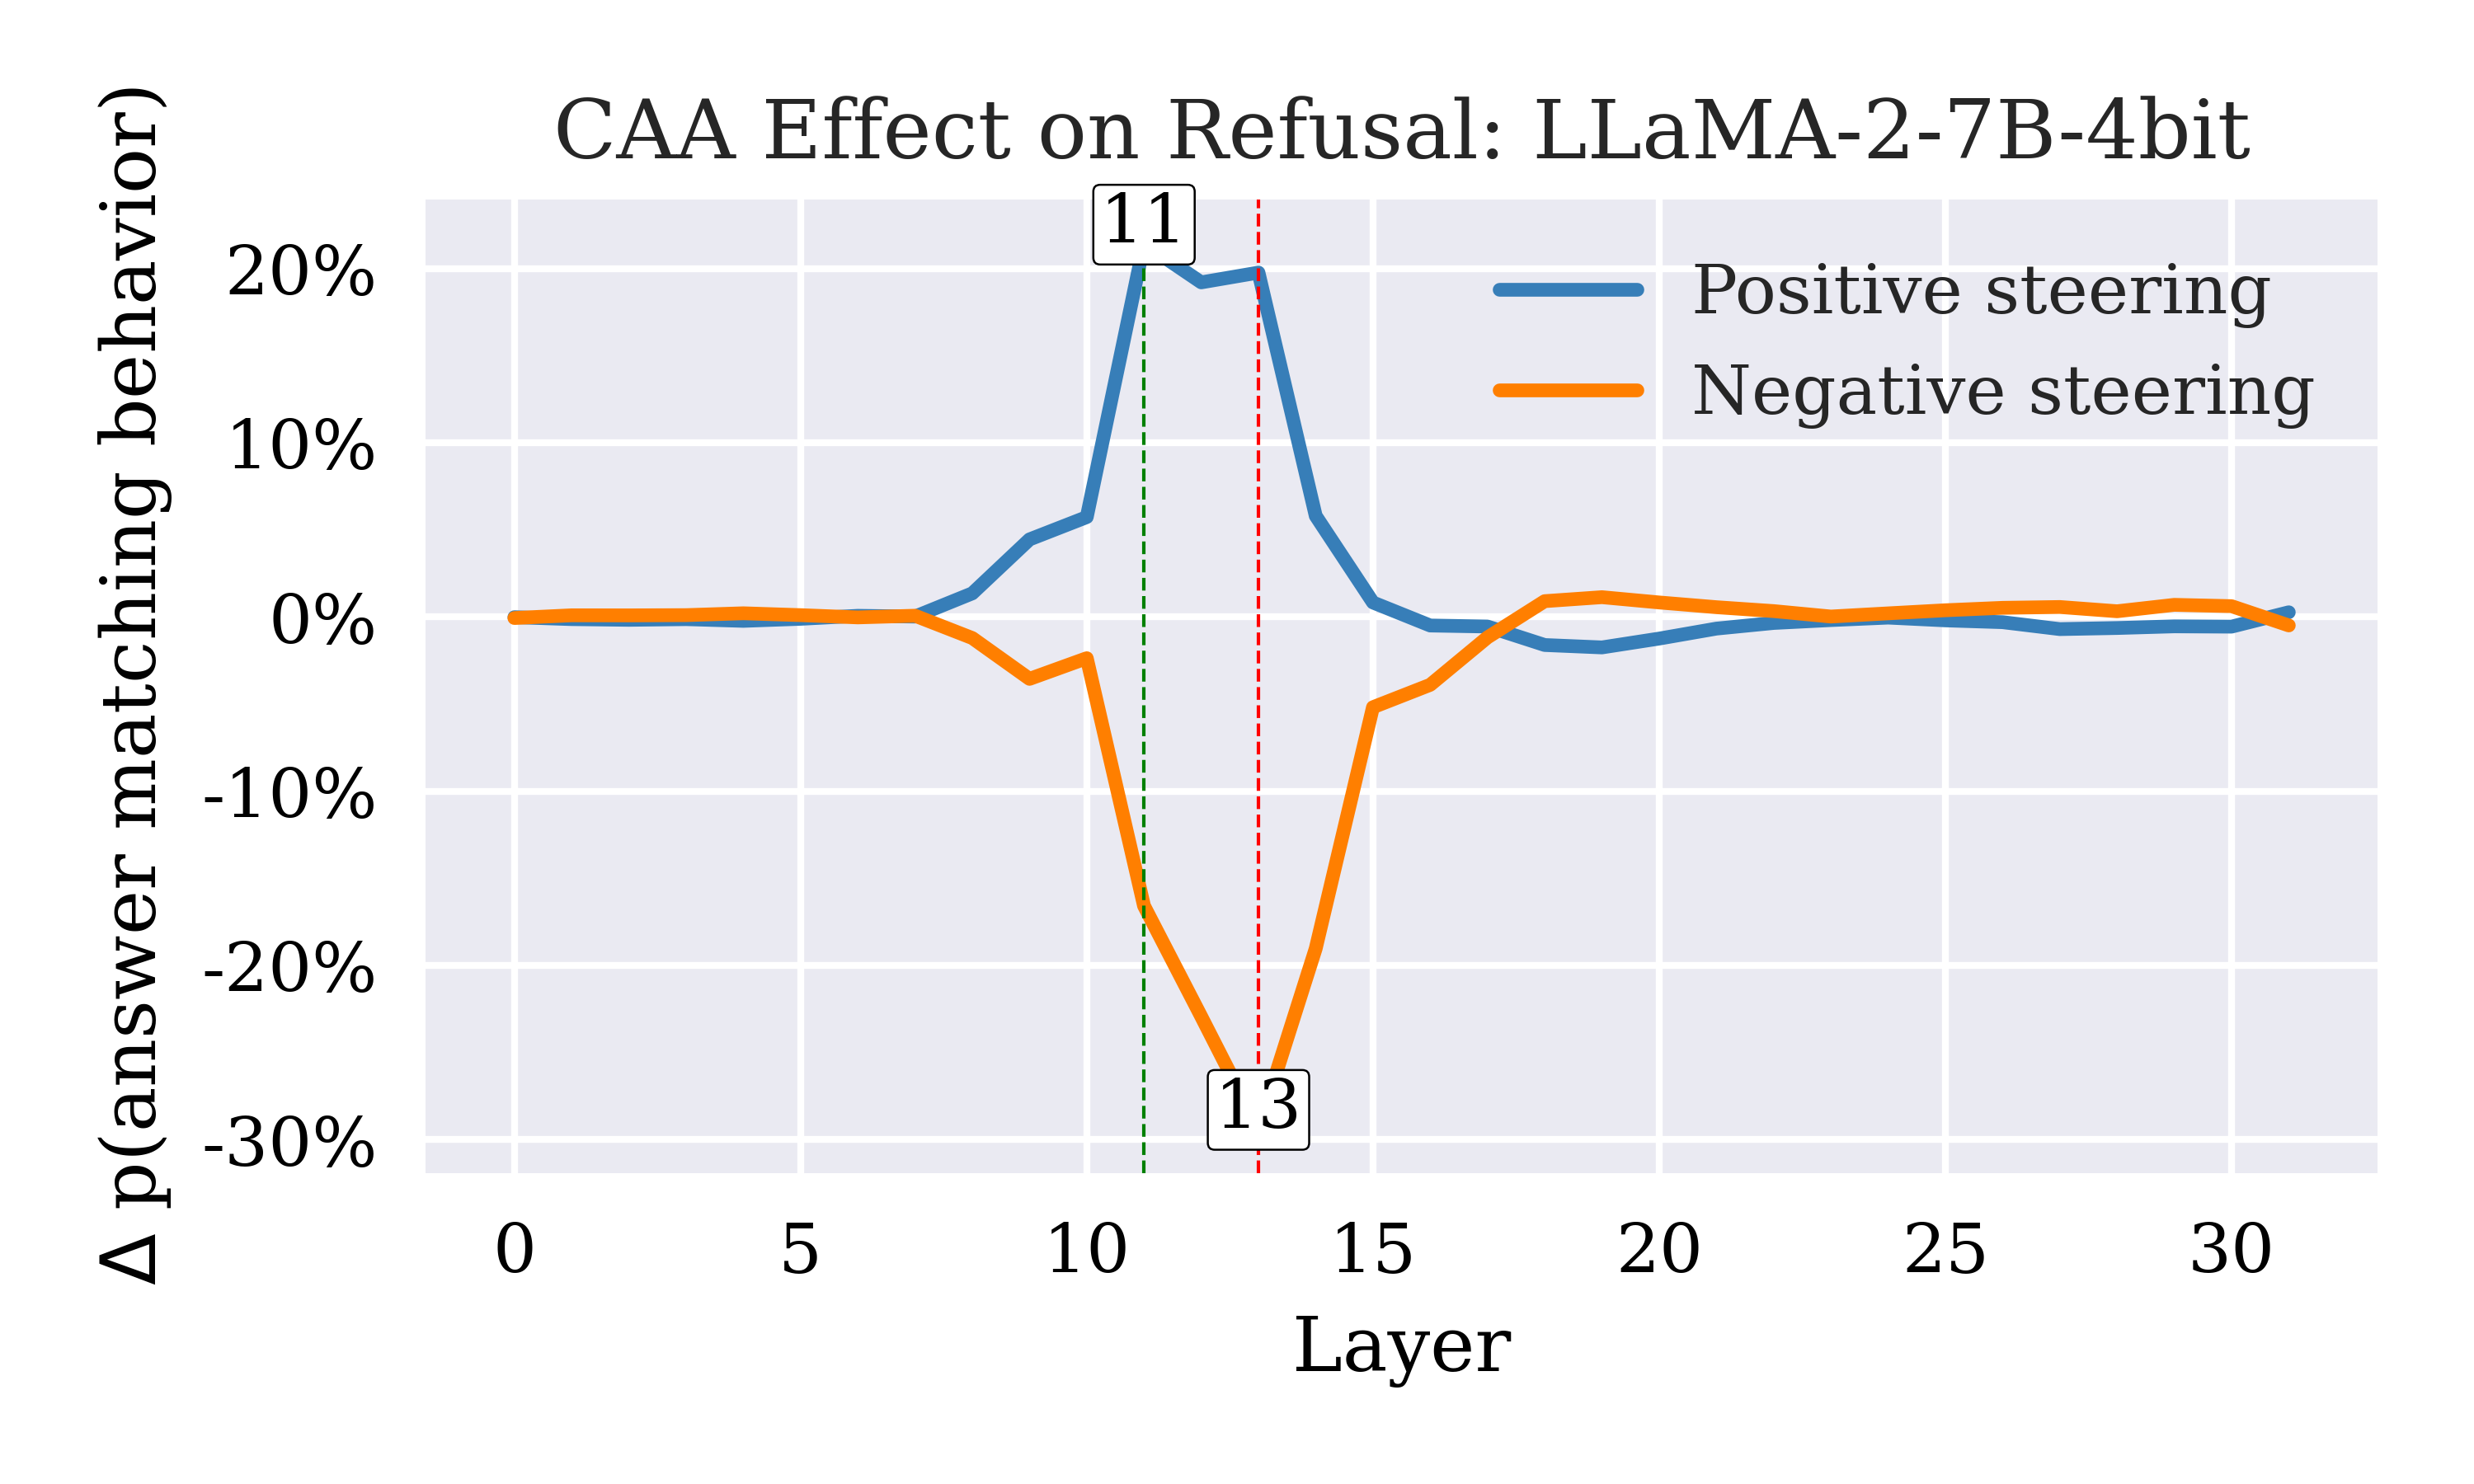 CAA Effect on Refusal: LLaMA-2-7B-4bit
Δ p(answer matching behavior)
20%
10%
0%
-10%
-20%
-30%
11
13
Positive steering
Negative steering
0 5 10 15 20 25 30
Layer